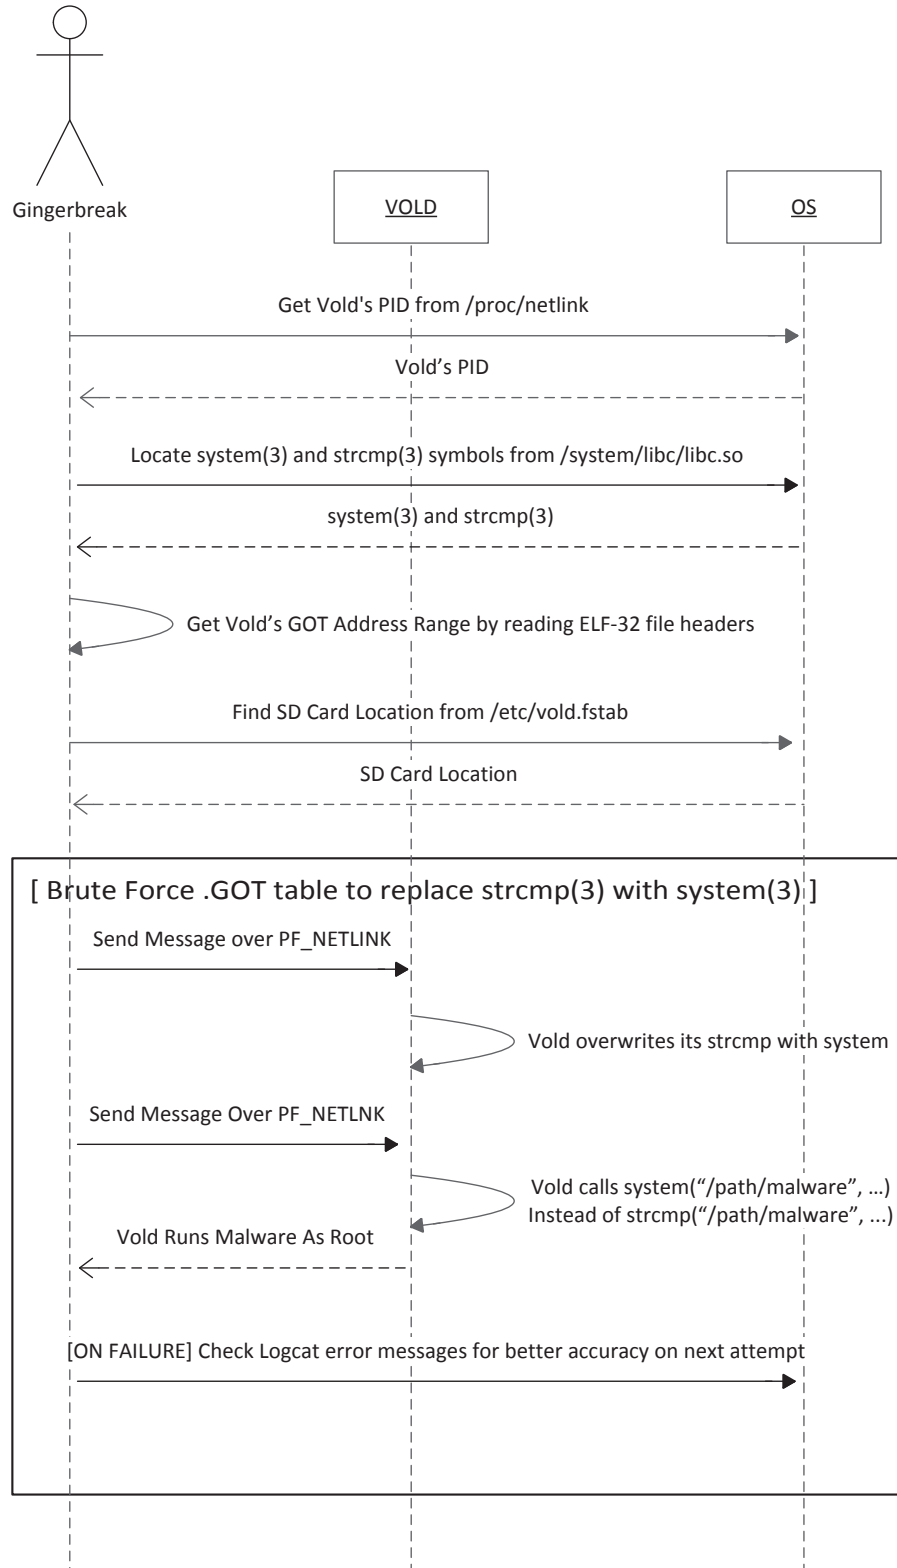 Gingerbreak
VOLD
OS
Get Vold's PID from /proc/netlink
Vold’s PID
Locate system(3) and strcmp(3) symbols from /system/libc/libc.so
system(3) and strcmp(3)
Get Vold’s GOT Address Range by reading ELF-32 file headers
Find SD Card Location from /etc/vold.fstab
SD Card Location
[ Brute Force .GOT table to replace strcmp(3) with system(3) ]
Send Message over PF_NETLINK
Vold overwrites its strcmp with system
Send Message Over PF_NETLNK
Vold calls system(“/path/malware”, …)
Instead of strcmp(“/path/malware”, ...)
Vold Runs Malware As Root
[ON FAILURE] Check Logcat error messages for better accuracy on next attempt